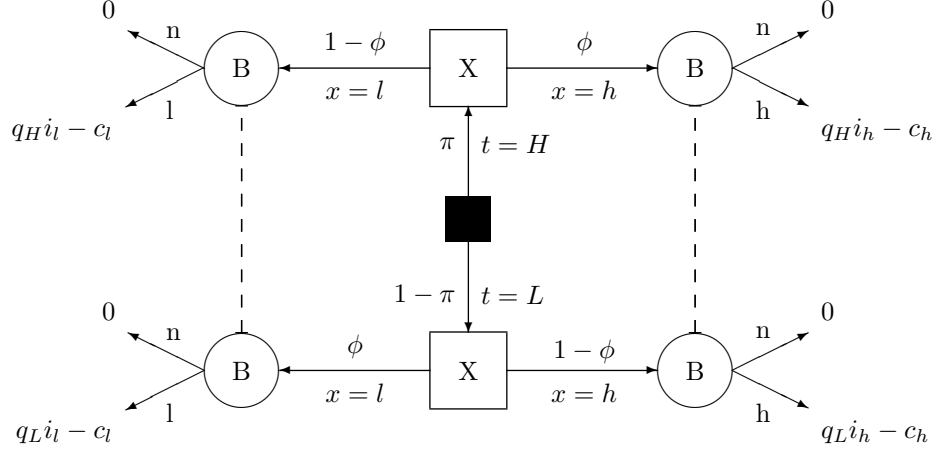 0 0
n 1 − ϕ ϕ n
B X B
l x = l x = h h
q_H i_l − c_l q_H i_h − c_h
π t = H
1 − π t = L
0 0
n ϕ 1 − ϕ n
B X B
l x = l x = h h
q_L i_l − c_l q_L i_h − c_h